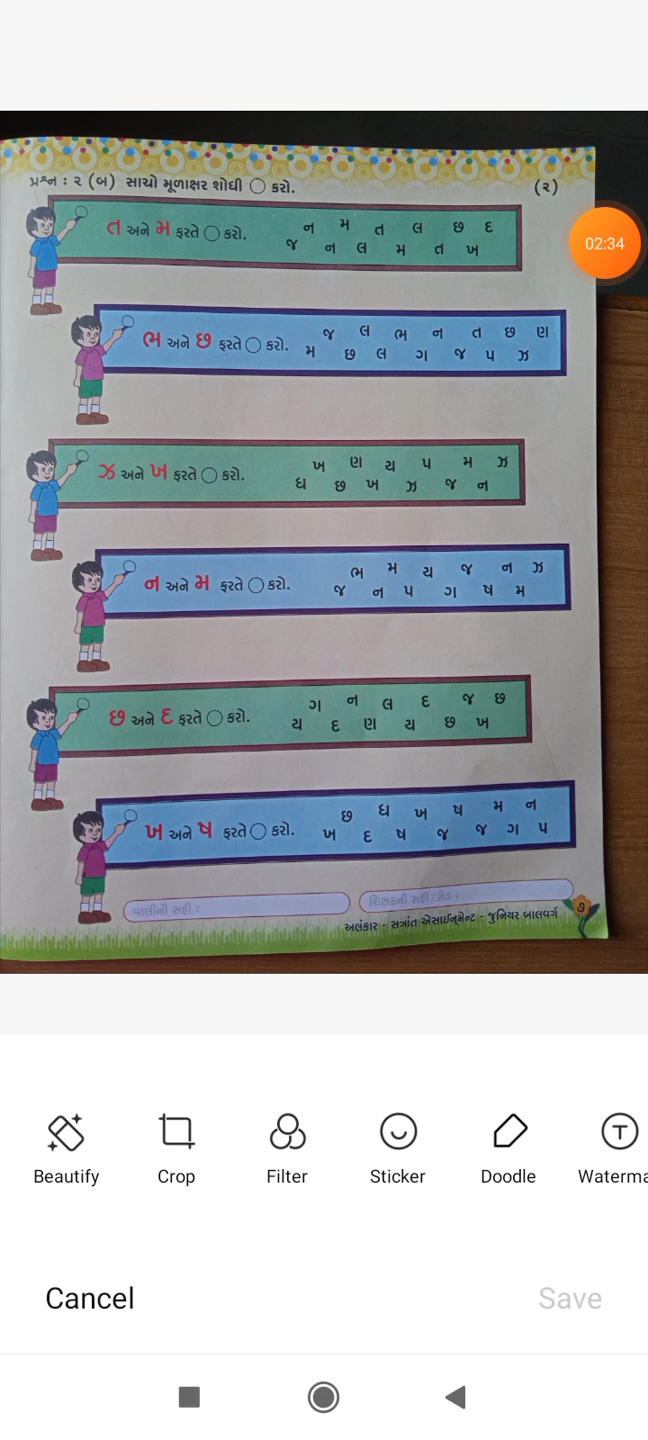 પ્રશ્ન : ૨ (બ) સાચો મૂળાક્ષર શોધી ○ કરો. (૨)
ત અને મ ફરતે ○ કરો.
ન મ ત લ છ દ
જ ન લ મ ત ખ
02:34
ભ અને છ ફરતે ○ કરો.
જ લ ભ ન ત છ ણ
મ છ લ ગ જ પ ઝ
ઝ અને ખ ફરતે ○ કરો.
ખ ણ ય પ મ ઝ
ધ છ ખ ઝ જ ન
ન અને મ ફરતે ○ કરો.
ભ મ ય જ ન ઝ
જ ન પ ગ ષ મ
છ અને દ ફરતે ○ કરો.
ગ ન લ દ જ છ
ય દ ણ ય છ ખ
ખ અને ષ ફરતે ○ કરો.
છ ધ ખ ષ મ ન
ખ દ ષ જ જ ગ પ
વાલીની સહી :
શિક્ષકની સહી/ગ્રેડ :
અલંકાર - સત્રાંત એસાઈનમેન્ટ - જુનિયર બાલવર્ગ ૭
Beautify Crop Filter Sticker Doodle Waterma
Cancel Save